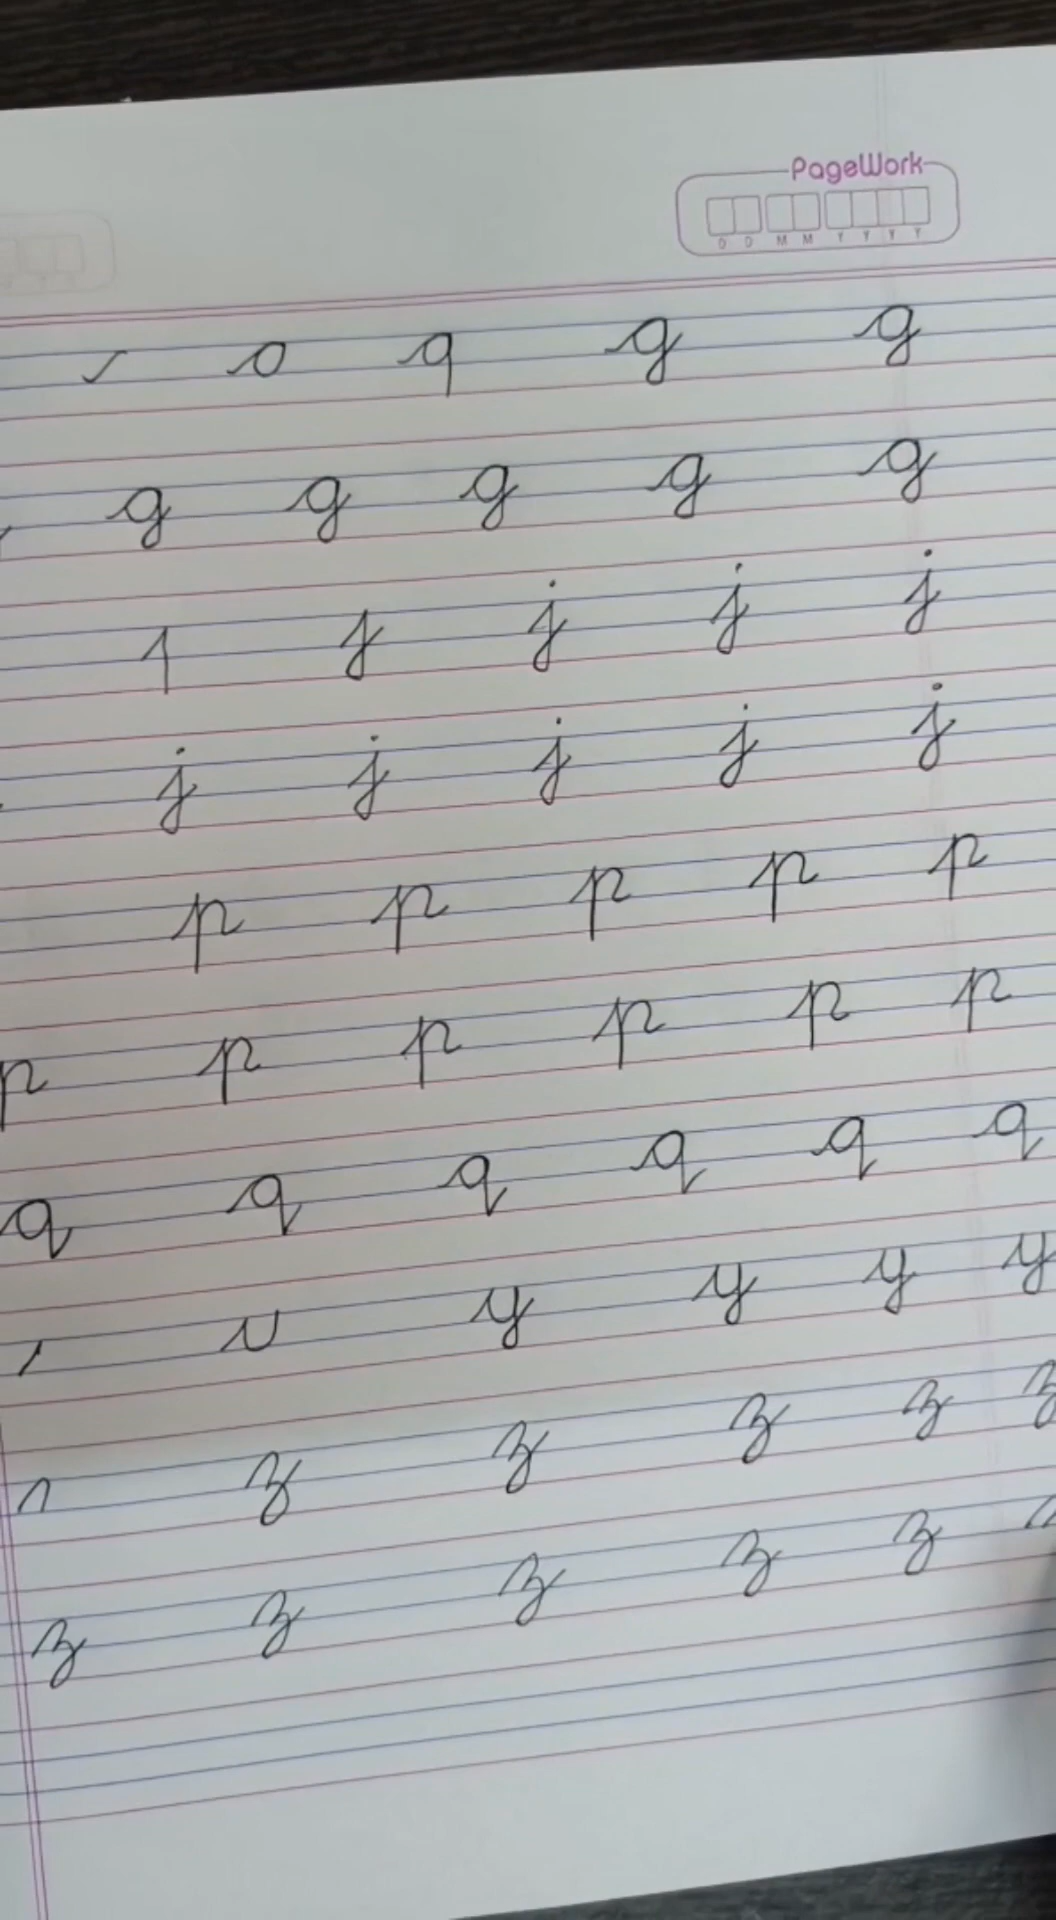 PageWork
D D M M Y Y Y Y
o q g g
g g g g g
j j j j
j j j j j
p p p p p
p p p p p p
q q q q q q
y y y y
z z z z z
z z z z z